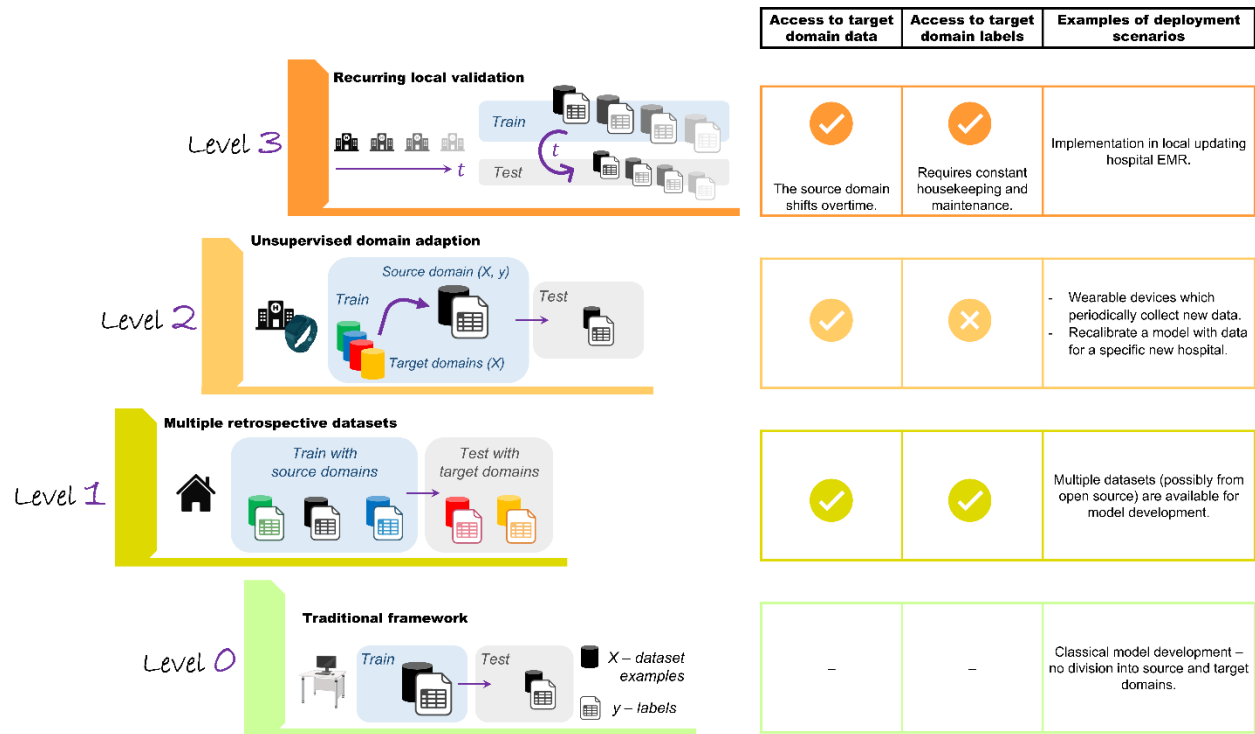 Access to target
domain data
Access to target
domain labels
Examples of deployment
scenarios
Recurring local validation
Level 3
H
H
H
H
t
Train
t
Test
The source domain
shifts overtime.
Requires constant
housekeeping and
maintenance.
Implementation in local updating
hospital EMR.
Unsupervised domain adaption
Level 2
H
Source domain (X, y)
Train
Target domains (X)
Test
- Wearable devices which
periodically collect new data.
- Recalibrate a model with data
for a specific new hospital.
Multiple retrospective datasets
Level 1
Train with
source domains
Test with
target domains
Multiple datasets (possibly from
open source) are available for
model development.
Traditional framework
Level 0
Train
Test
X – dataset
examples
y – labels
–
–
Classical model development –
no division into source and target
domains.